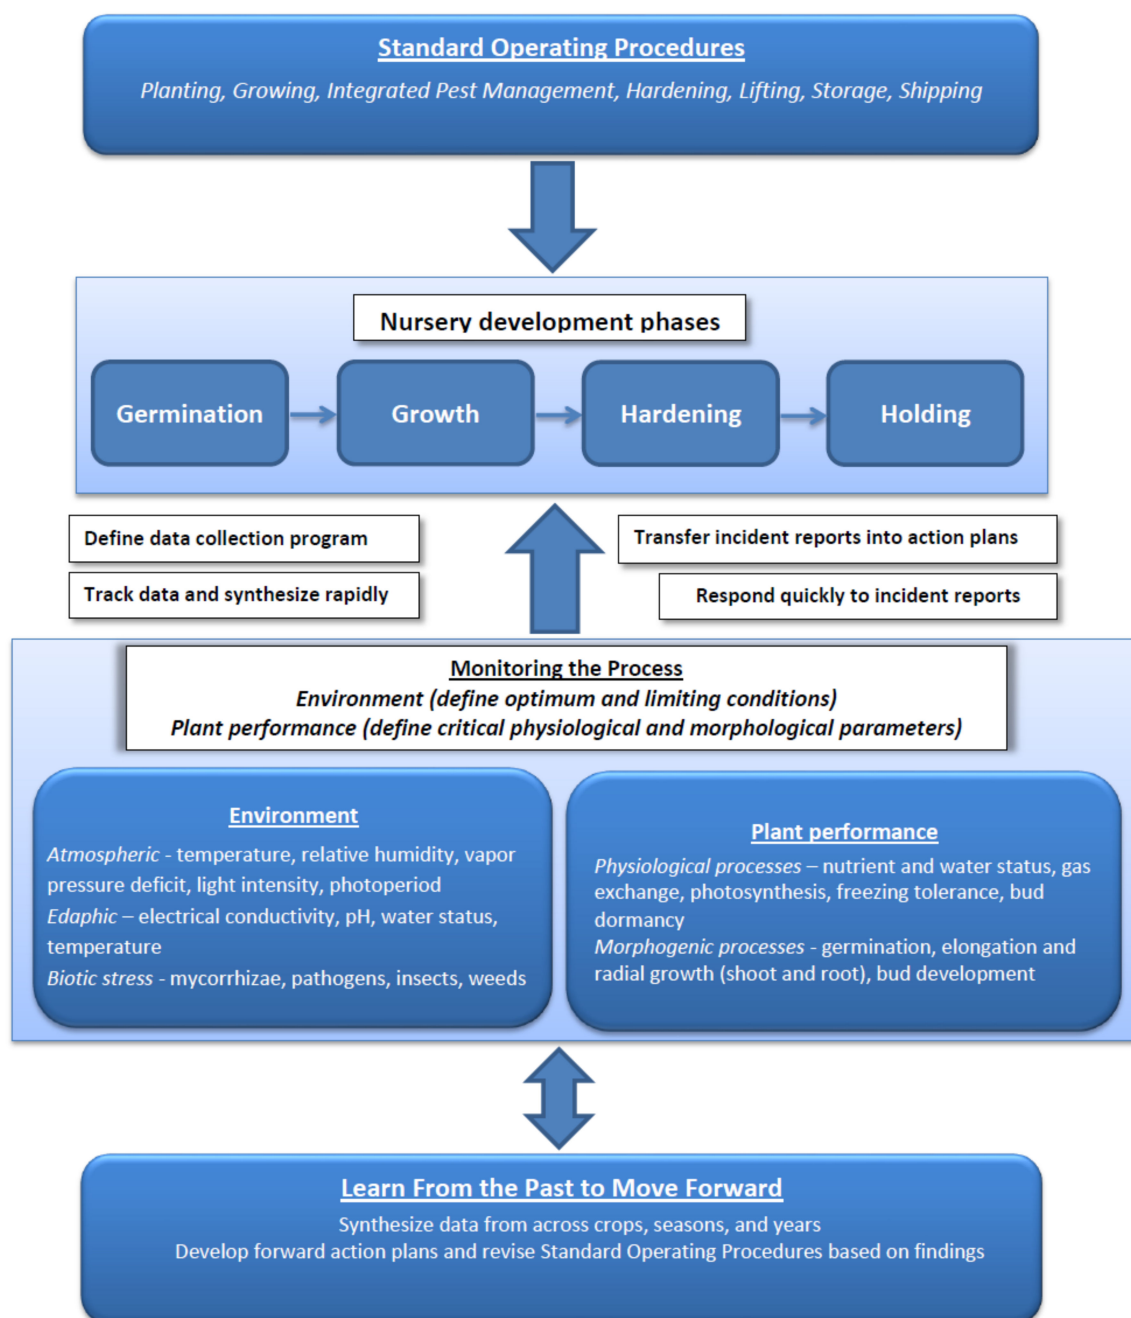 Standard Operating Procedures
Planting, Growing, Integrated Pest Management, Hardening, Lifting, Storage, Shipping
Nursery development phases
Germination
Growth
Hardening
Holding
Define data collection program
Track data and synthesize rapidly
Transfer incident reports into action plans
Respond quickly to incident reports
Monitoring the Process
Environment (define optimum and limiting conditions)
Plant performance (define critical physiological and morphological parameters)
Environment
Atmospheric - temperature, relative humidity, vapor
pressure deficit, light intensity, photoperiod
Edaphic – electrical conductivity, pH, water status,
temperature
Biotic stress - mycorrhizae, pathogens, insects, weeds
Plant performance
Physiological processes – nutrient and water status, gas
exchange, photosynthesis, freezing tolerance, bud
dormancy
Morphogenic processes - germination, elongation and
radial growth (shoot and root), bud development
Learn From the Past to Move Forward
Synthesize data from across crops, seasons, and years
Develop forward action plans and revise Standard Operating Procedures based on findings